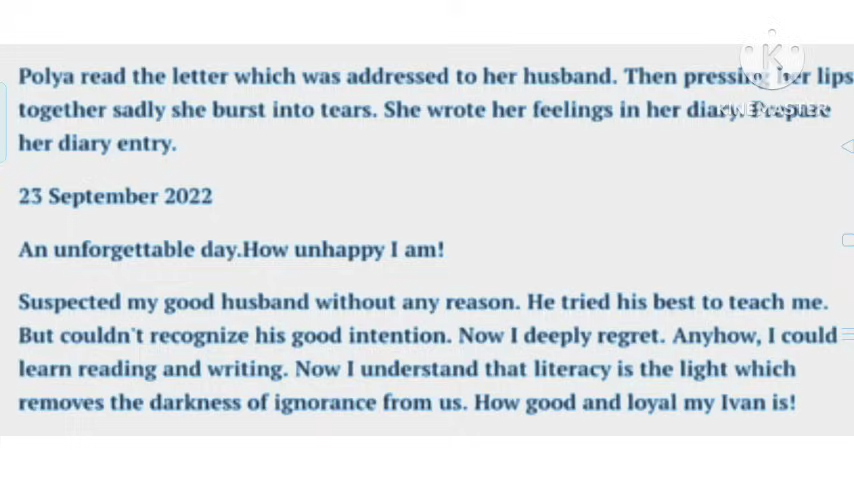 Polya read the letter which was addressed to her husband. Then pressing her lips
together sadly she burst into tears. She wrote her feelings in her diary. Prepare
her diary entry.
23 September 2022
An unforgettable day.How unhappy I am!
Suspected my good husband without any reason. He tried his best to teach me.
But couldn't recognize his good intention. Now I deeply regret. Anyhow, I could
learn reading and writing. Now I understand that literacy is the light which
removes the darkness of ignorance from us. How good and loyal my Ivan is!
K
KINEMASTER